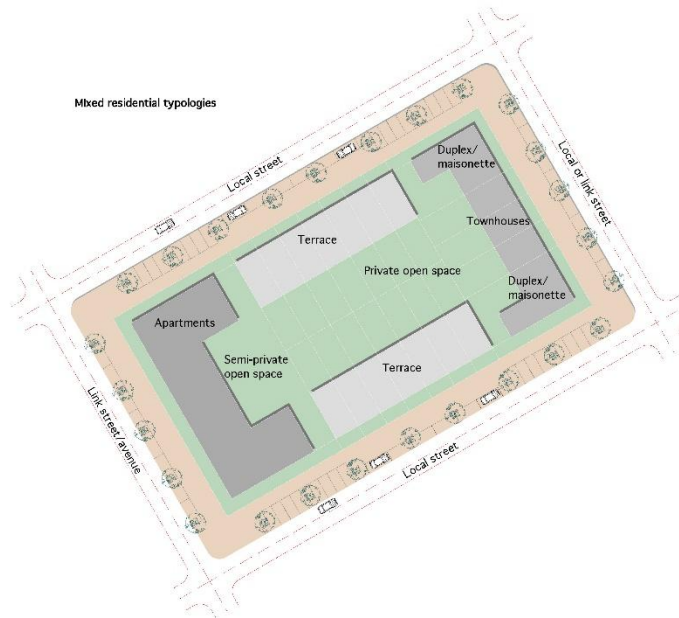 MIxed residential typologies
Local street
Duplex/
maisonette
Local or link street
Townhouses
Terrace
Private open space
Duplex/
maisonette
Apartments
Semi-private
open space
Terrace
Link street/avenue
Local street